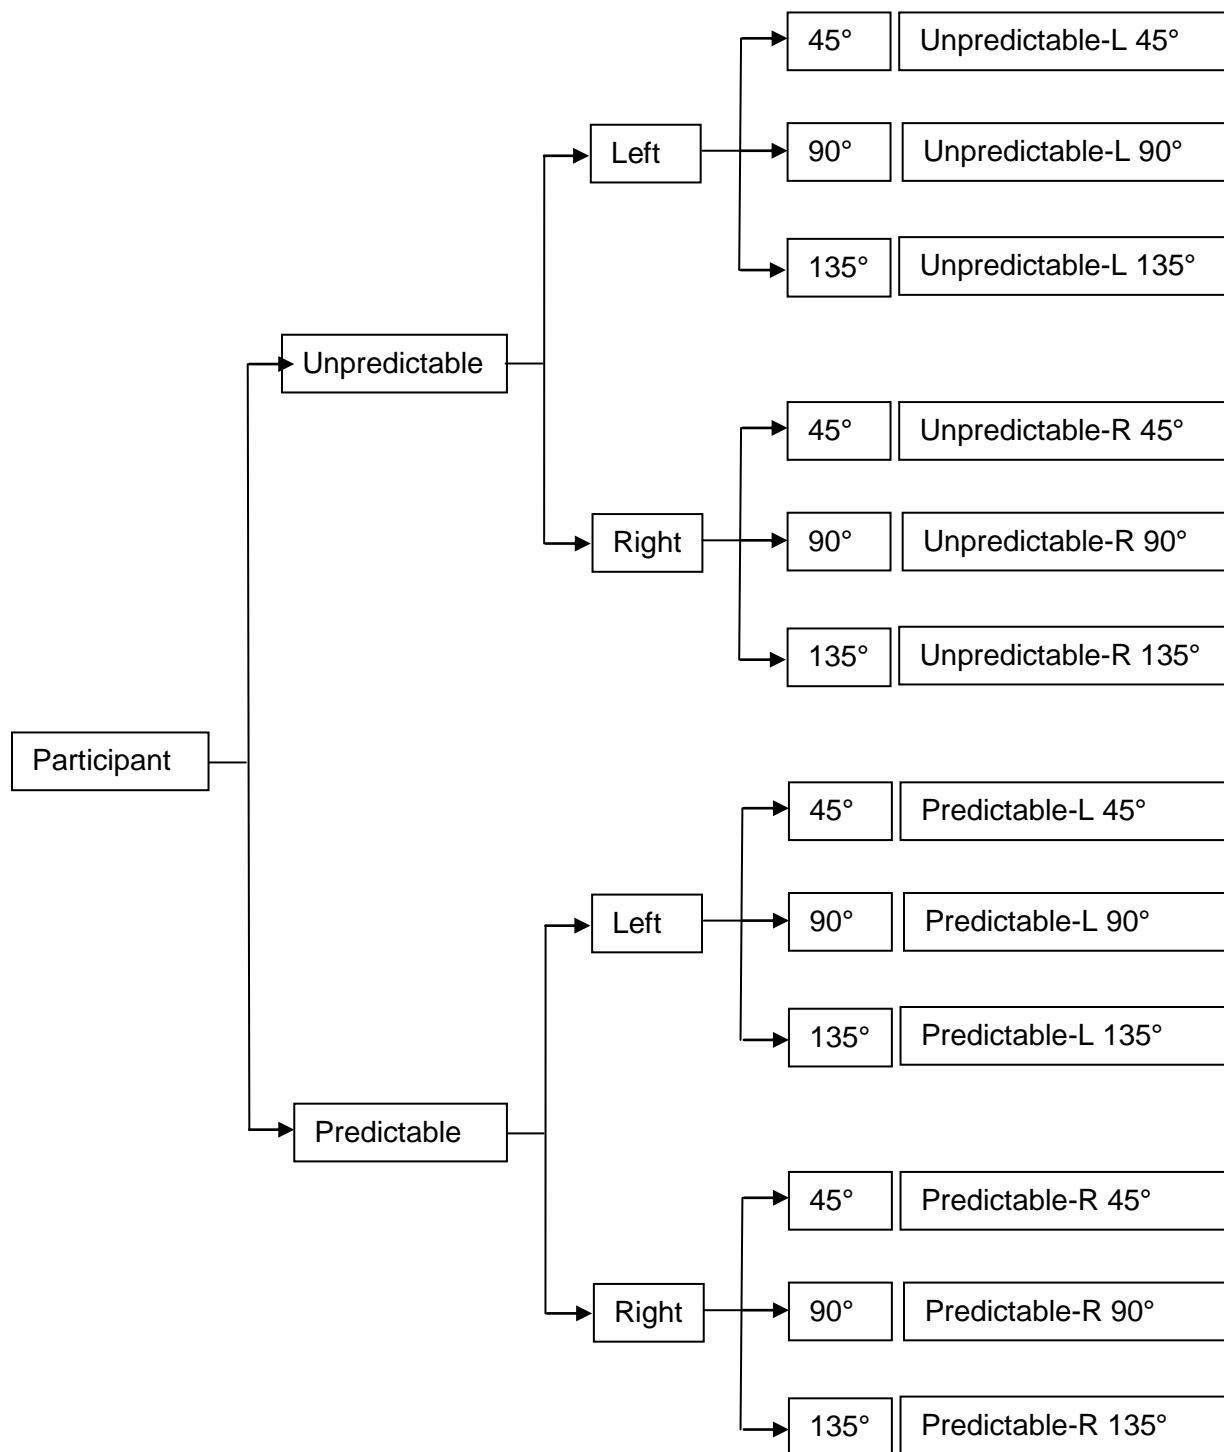 45° Unpredictable-L 45°
Left 90° Unpredictable-L 90°
135° Unpredictable-L 135°
Unpredictable
45° Unpredictable-R 45°
Right 90° Unpredictable-R 90°
135° Unpredictable-R 135°
Participant
45° Predictable-L 45°
Left 90° Predictable-L 90°
135° Predictable-L 135°
Predictable
45° Predictable-R 45°
Right 90° Predictable-R 90°
135° Predictable-R 135°